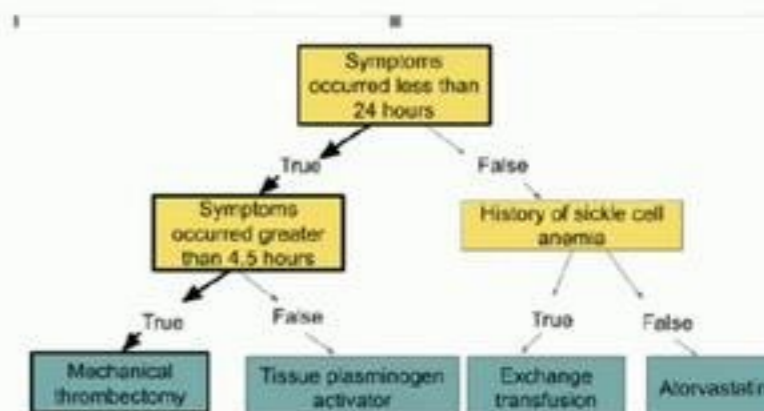 Symptoms
occurred less than
24 hours
True
False
Symptoms
occurred greater
than 4.5 hours
History of sickle cell
anemia
True
False
True
False
Mechanical
thrombectomy
Tissue plasminogen
activator
Exchange
transfusion
Atorvastatin